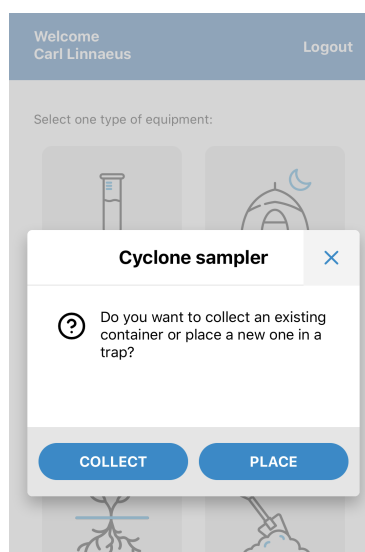 Welcome
Carl Linnaeus
Logout
Select one type of equipment:
Cyclone sampler
Do you want to collect an existing
container or place a new one in a
trap?
COLLECT
PLACE